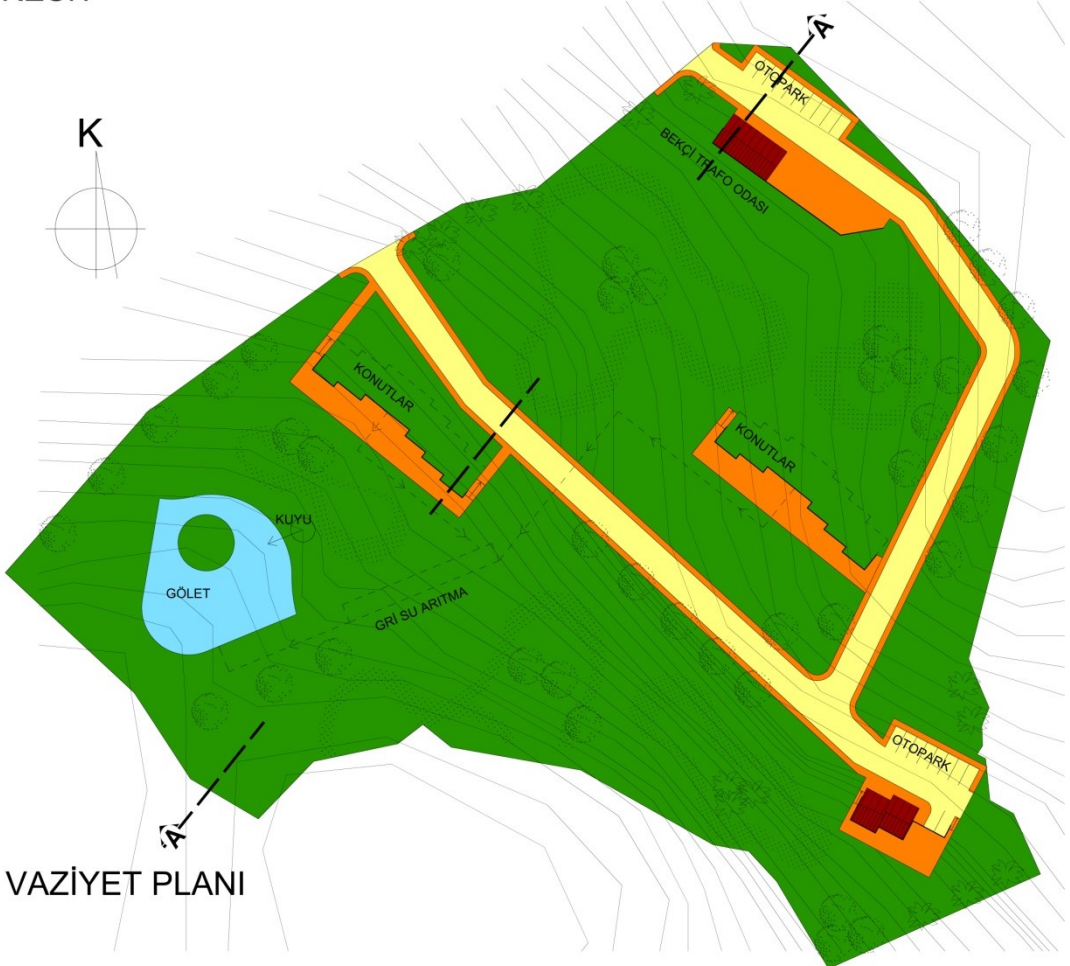 A
OTOPARK
K
BEKÇİ TRAFO ODASI
KONUTLAR
KONUTLAR
KUYU
GÖLET
GRİ SU ARITMA
OTOPARK
A
VAZİYET PLANI